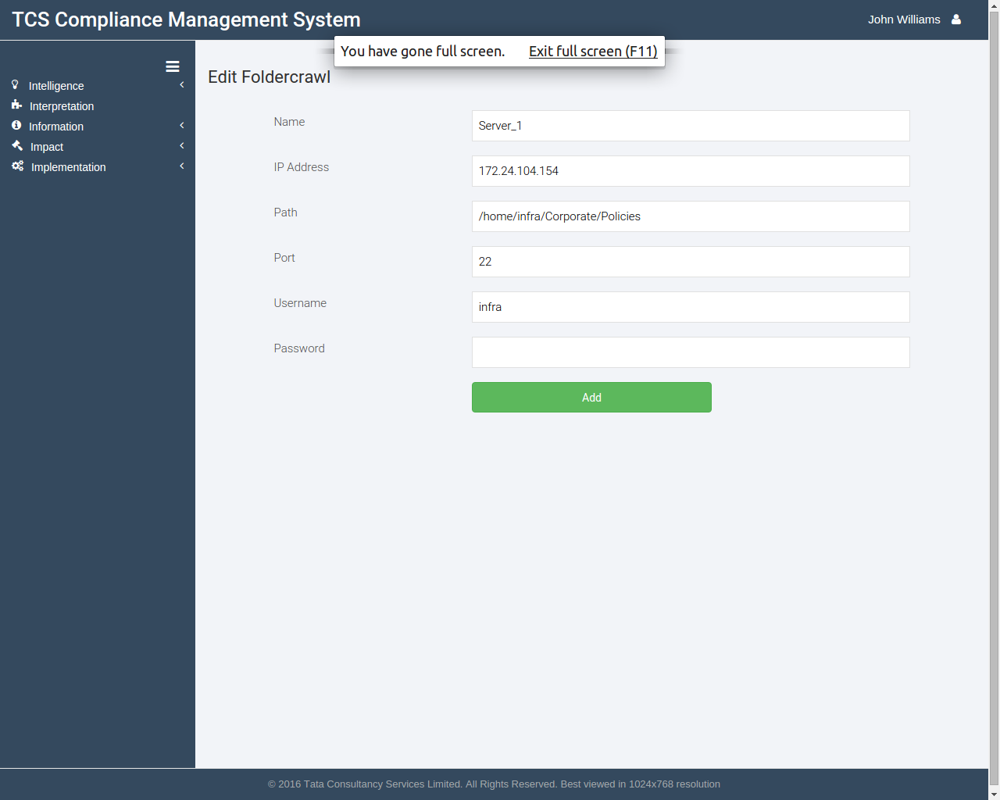 TCS Compliance Management System
John Williams
You have gone full screen. Exit full screen (F11)
Intelligence
Interpretation
Information
Impact
Implementation
Edit Foldercrawl
Name Server_1
IP Address 172.24.104.154
Path /home/infra/Corporate/Policies
Port 22
Username infra
Password
Add
© 2016 Tata Consultancy Services Limited. All Rights Reserved. Best viewed in 1024x768 resolution